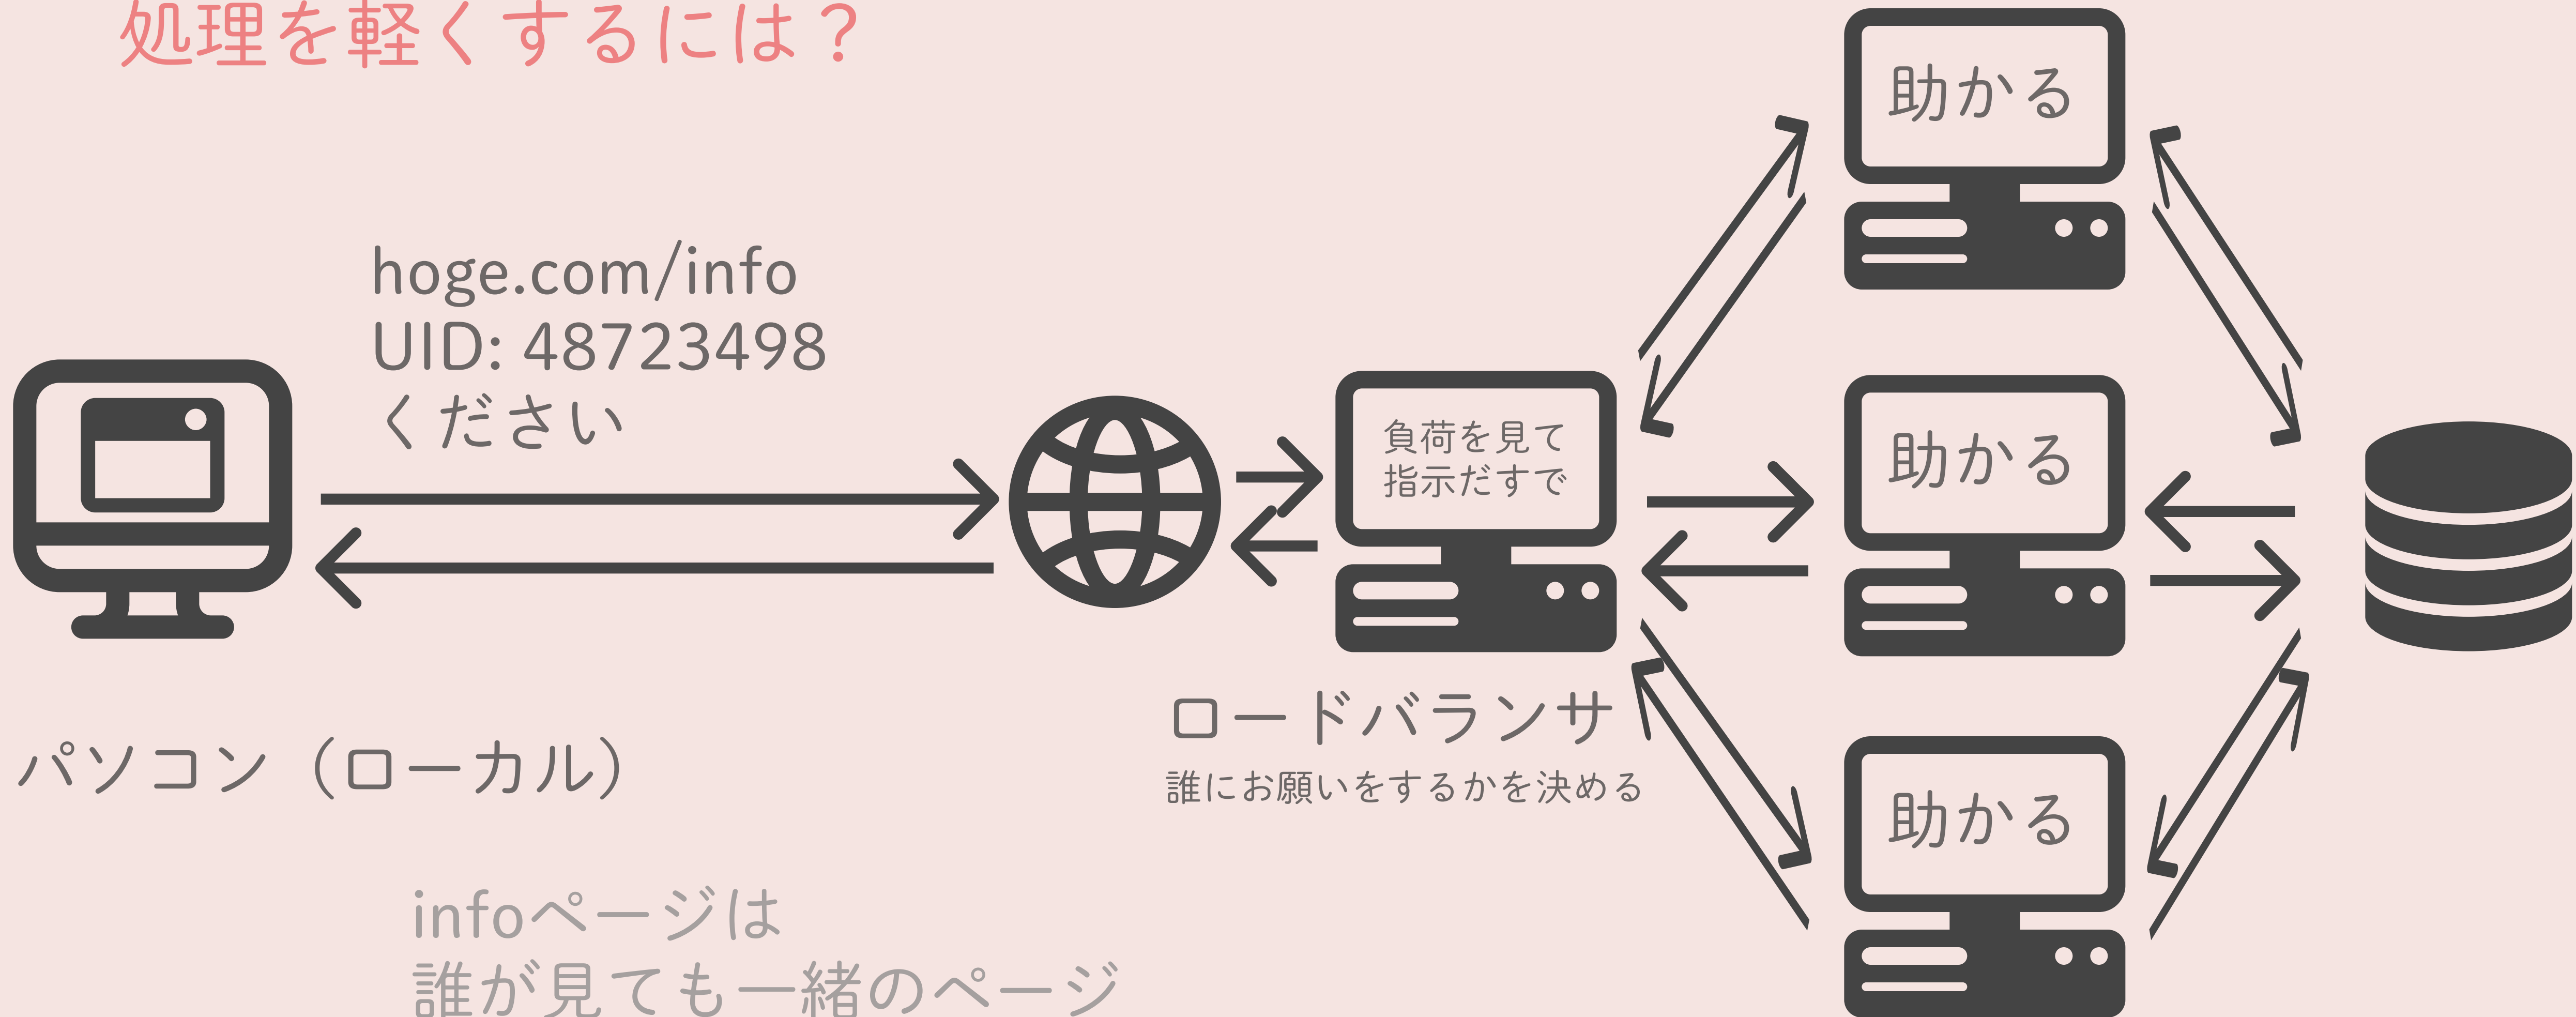 処理を軽くするには？
hoge.com/info
UID: 48723498
ください
パソコン（ローカル）
負荷を見て
指示だすで
ロードバランサ
誰にお願いをするかを決める
助かる
助かる
助かる
infoページは
誰が見ても一緒のページ